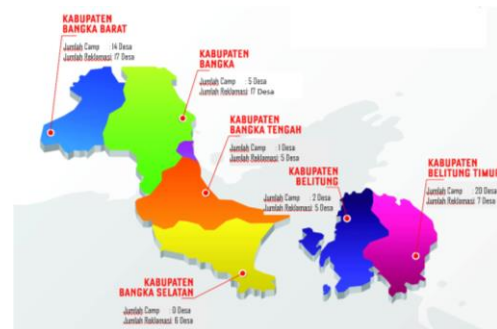 KABUPATEN
BANGKA BARAT
Jumlah Camp : 14 Desa
Jumlah Reklamasi: 17 Desa
KABUPATEN
BANGKA
Jumlah Camp : 5 Desa
Jumlah Reklamasi: 17 Desa
KABUPATEN
BANGKA TENGAH
Jumlah Camp : 1 Desa
Jumlah Reklamasi: 5 Desa
KABUPATEN
BELITUNG
Jumlah Camp : 2 Desa
Jumlah Reklamasi: 5 Desa
KABUPATEN
BELITUNG TIMUR
Jumlah Camp : 20 Desa
Jumlah Reklamasi: 7 Desa
KABUPATEN
BANGKA SELATAN
Jumlah Camp : 0 Desa
Jumlah Reklamasi: 6 Desa